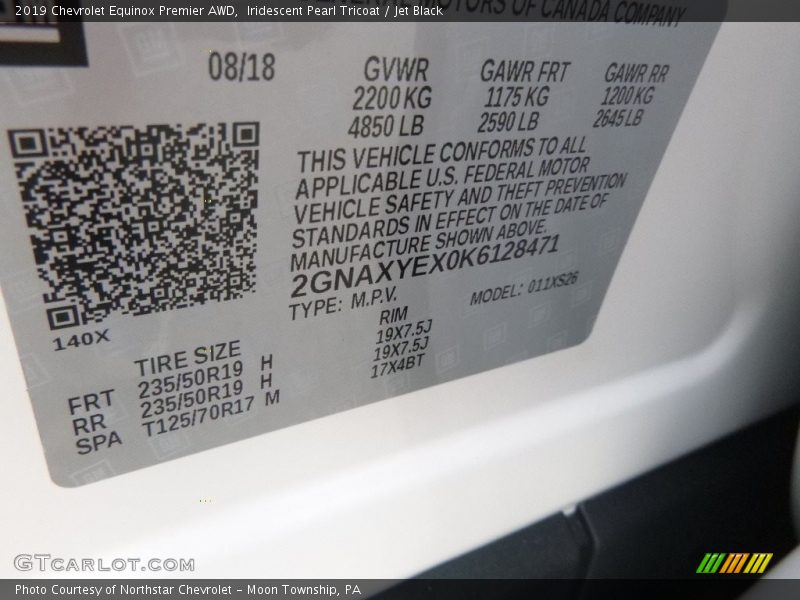 2019 Chevrolet Equinox Premier AWD, Iridescent Pearl Tricoat / Jet Black
MOTORS OF CANADA COMPANY
08/18
GVWR GAWR FRT GAWR RR
2200 KG 1175 KG 1200 KG
4850 LB 2590 LB 2645 LB
THIS VEHICLE CONFORMS TO ALL
APPLICABLE U.S. FEDERAL MOTOR
VEHICLE SAFETY AND THEFT PREVENTION
STANDARDS IN EFFECT ON THE DATE OF
MANUFACTURE SHOWN ABOVE.
2GNAXYEX0K6128471
TYPE: M.P.V. MODEL: 011XS26
140X
TIRE SIZE RIM
FRT 235/50R19 H 19X7.5J
RR 235/50R19 H 19X7.5J
SPA T125/70R17 M 17X4BT
GTCARLOT.COM
Photo Courtesy of Northstar Chevrolet – Moon Township, PA